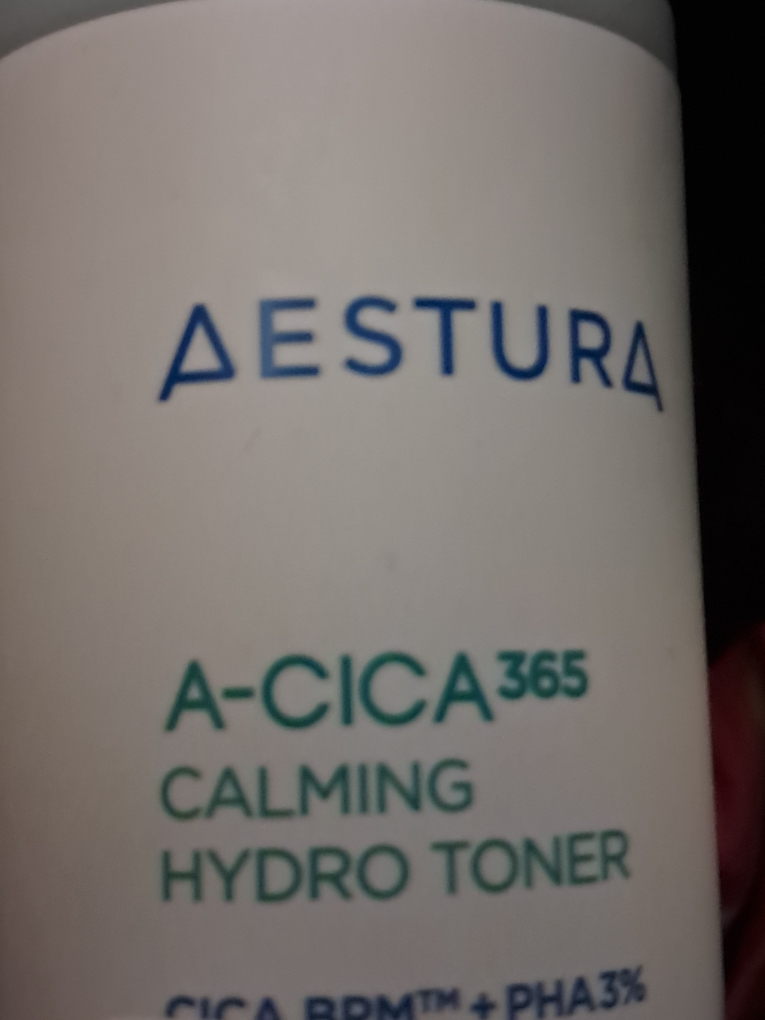 AESTURA
A-CICA³⁶⁵
CALMING
HYDRO TONER
CICA BPM™ + PHA3%